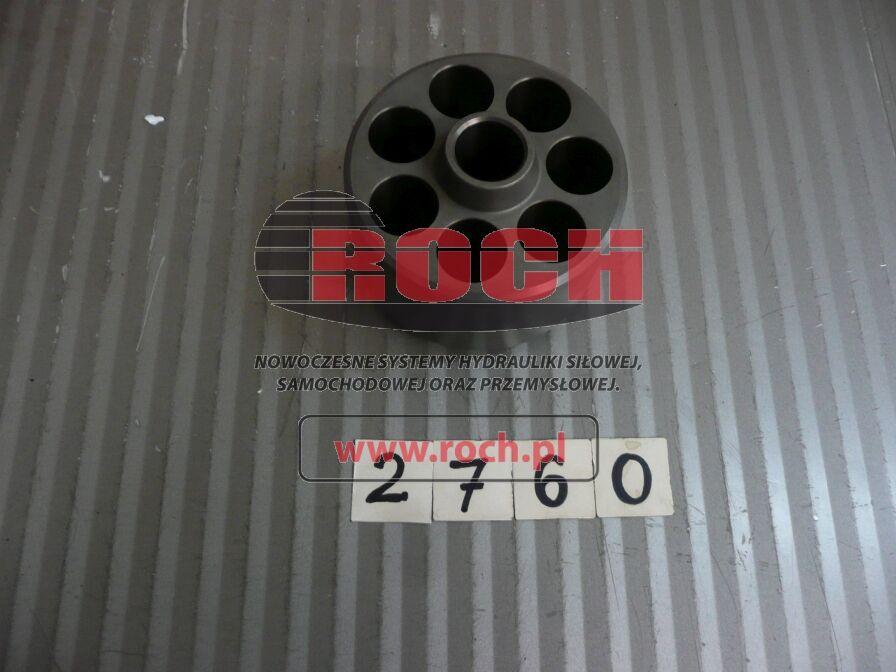 ROCH
NOWOCZESNE SYSTEMY HYDRAULIKI SIŁOWEJ,
SAMOCHODOWEJ ORAZ PRZEMYSŁOWEJ.
www.roch.pl
2760